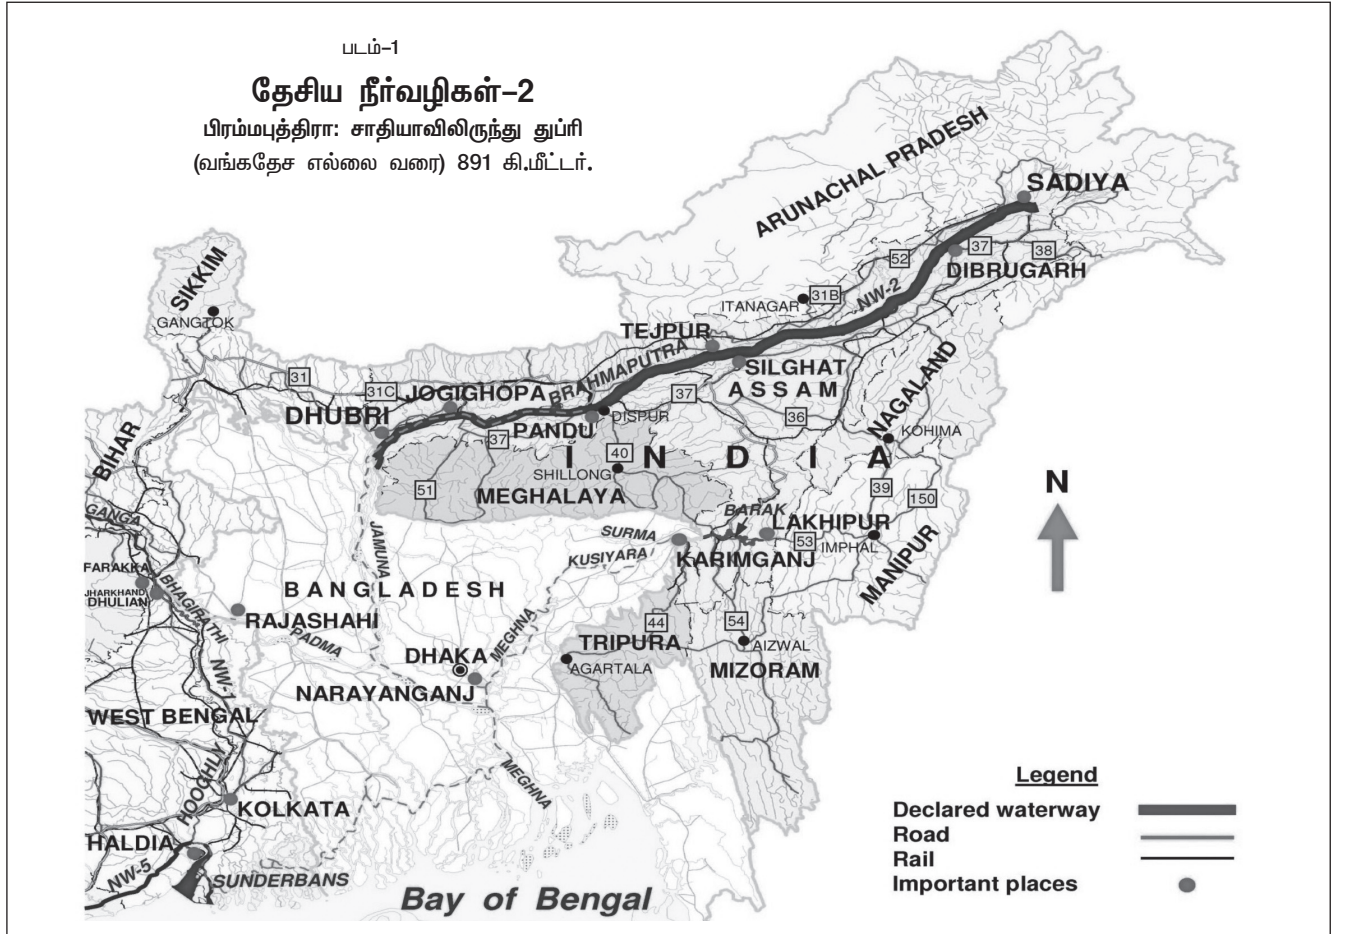 படம்-1
தேசிய நீர்வழிகள்-2
பிரம்மபுத்திரா: சாதியாவிலிருந்து துப்ரி
(வங்கதேச எல்லை வரை) 891 கி.மீட்டர்.
ARUNACHAL PRADESH
SADIYA
37
38
52
DIBRUGARH
SIKKIM
GANGTOK
ITANAGAR
31B
NW-2
TEJPUR
BRAHMAPUTRA
SILGHAT
ASSAM
NAGALAND
31
31C
JOGIGHOPA
37
DHUBRI
DISPUR
36
PANDU
37
KOHIMA
BIHAR
40
INDIA
SHILLONG
51
MEGHALAYA
39
150
N
GANGA
JAMUNA
SURMA
BARAK
LAKHIPUR
53
IMPHAL
KUSIYARA
KARIMGANJ
MANIPUR
FARAKKA
JHARKHAND
DHULIAN
BHAGIRATHI
BANGLADESH
RAJASHAHI
PADMA
MEGHNA
44
54
TRIPURA
AIZWAL
DHAKA
AGARTALA
MIZORAM
NARAYANGANJ
NW-1
WEST BENGAL
HOOGHLY
MEGHNA
KOLKATA
HALDIA
NW-5
SUNDERBANS
Bay of Bengal
Legend
Declared waterway
Road
Rail
Important places